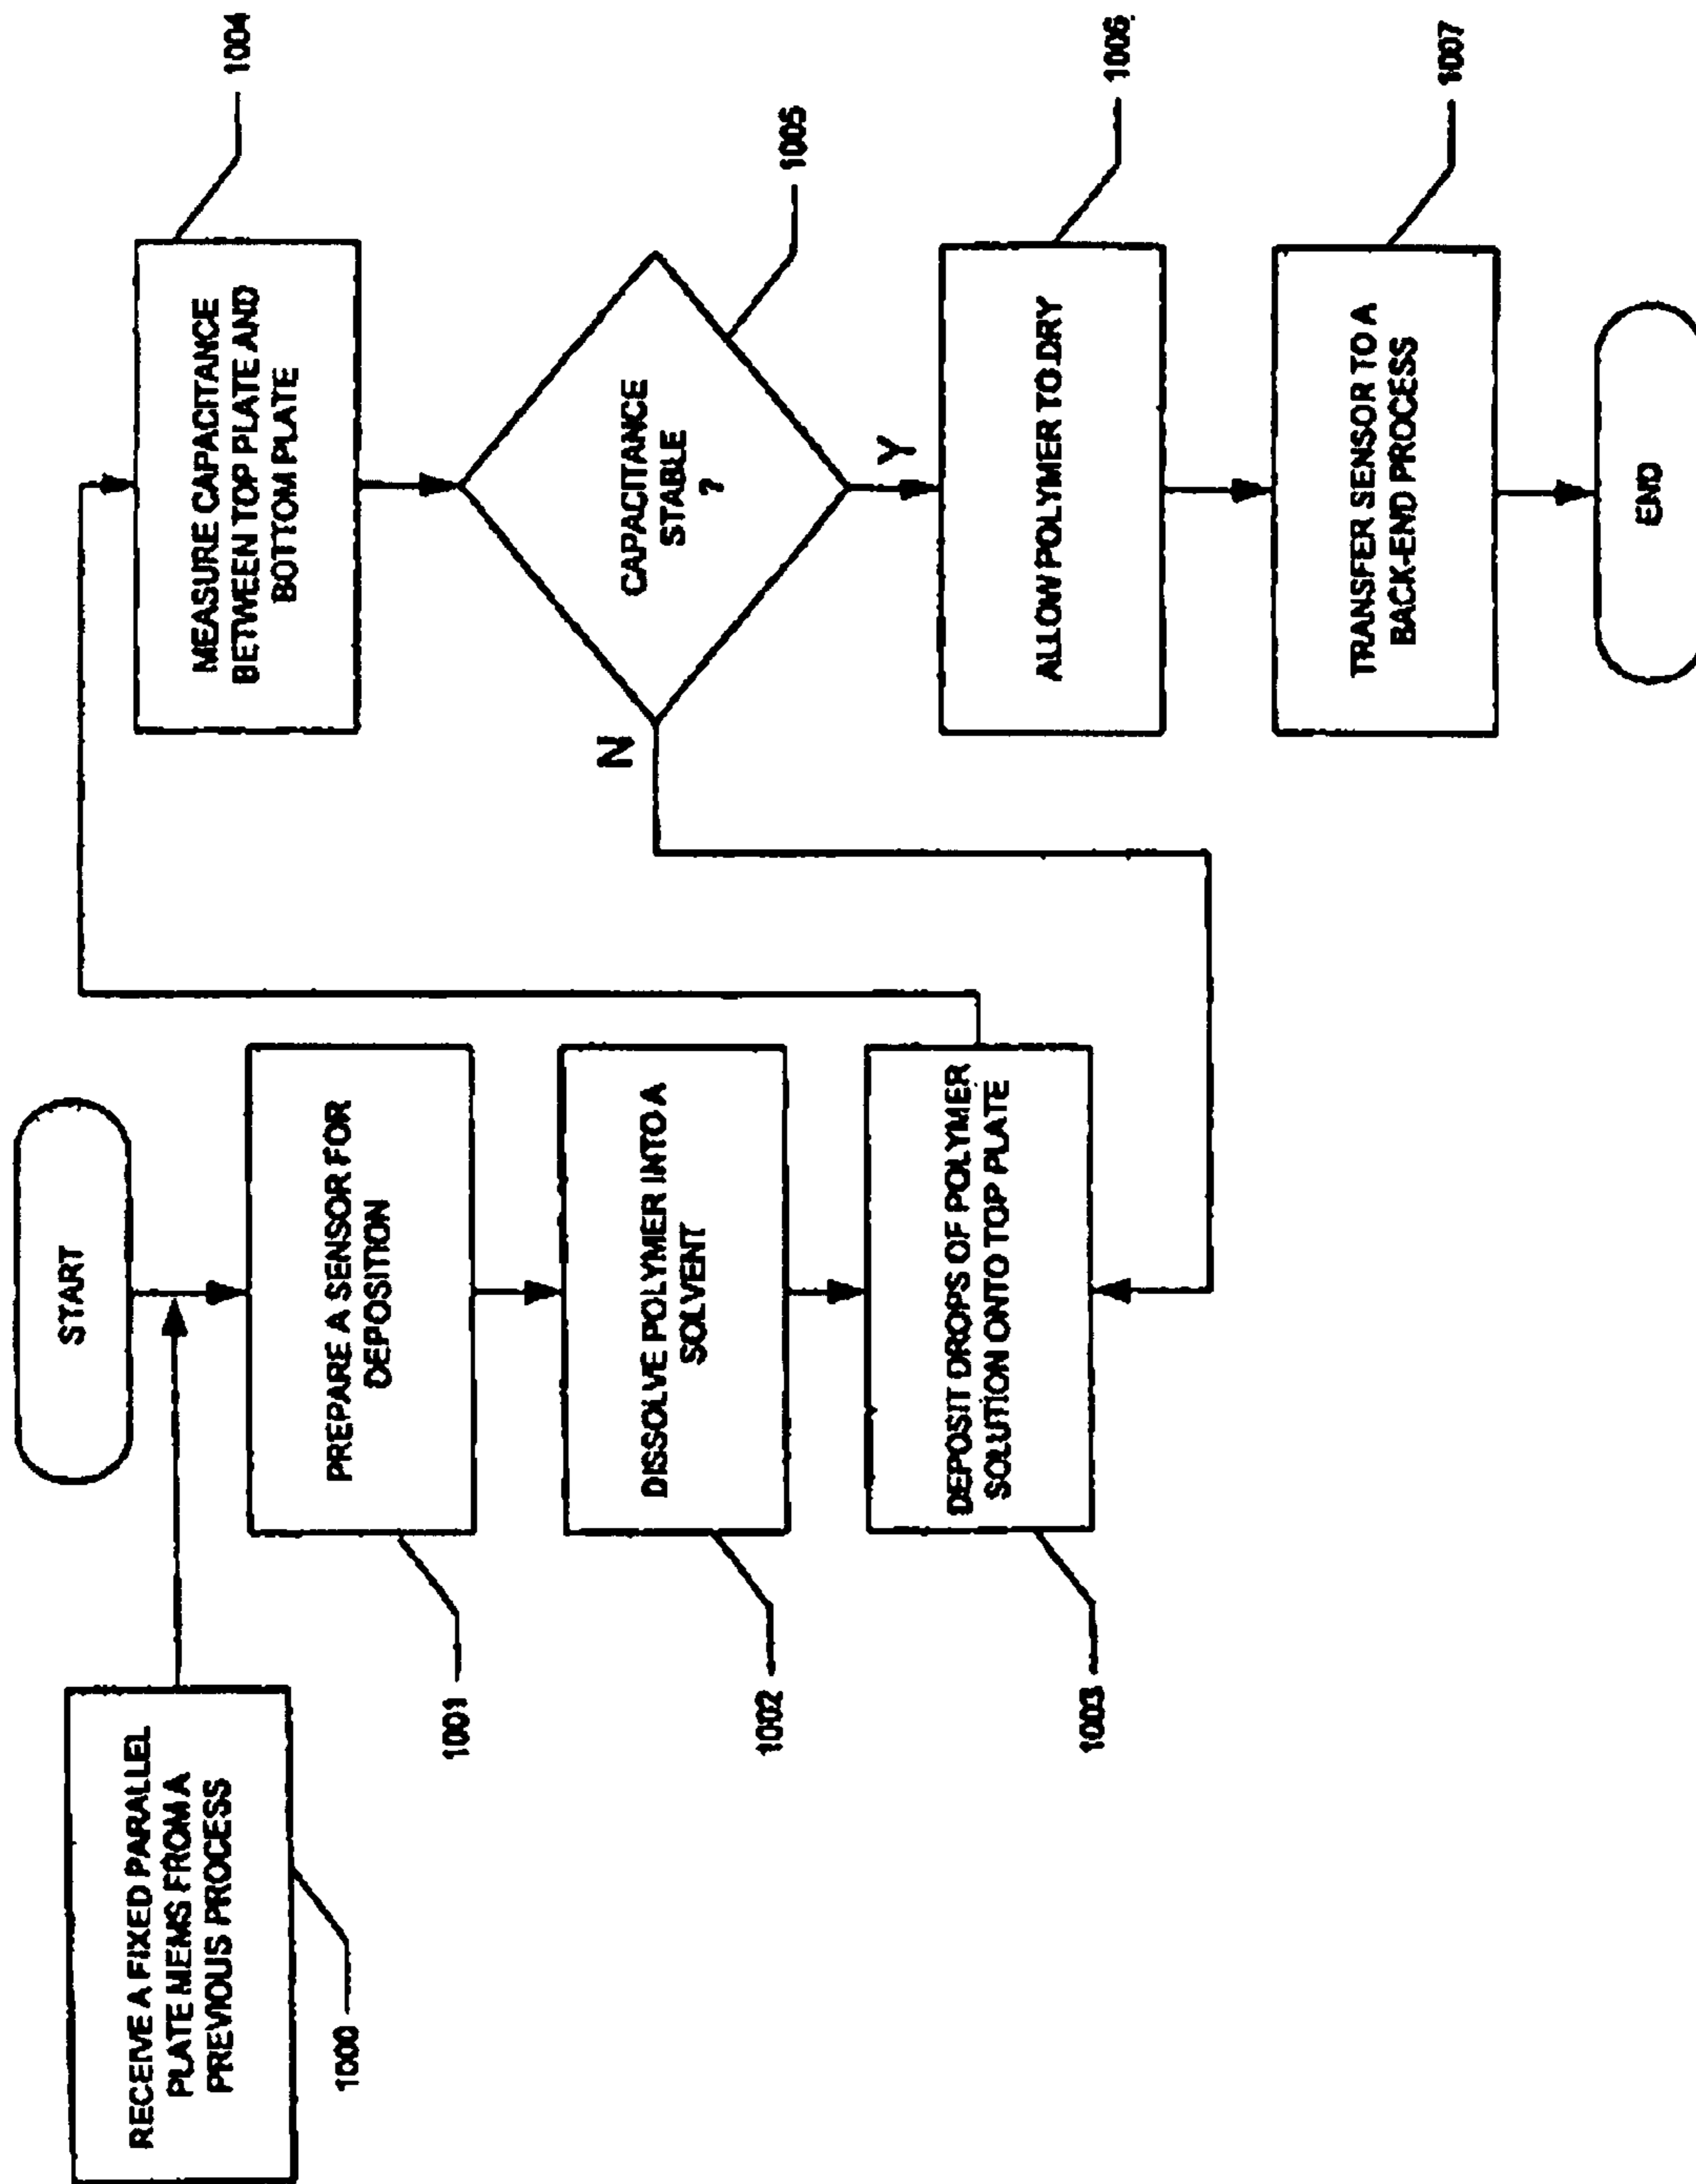 START
RECEIVE A FIXED PARALLEL
PLATE MEMS FROM A
PREVIOUS PROCESS
1000
PREPARE A SENSOR FOR
DEPOSITION
1001
DISSOLVE POLYMER INTO A
SOLVENT
1002
DEPOSIT DROPS OF POLYMER
SOLUTION ONTO TOP PLATE
1003
MEASURE CAPACITANCE
BETWEEN TOP PLATE AND
BOTTOM PLATE
1004
CAPACITANCE
STABLE
?
1005
N
Y
ALLOW POLYMER TO DRY
1006
TRANSFER SENSOR TO A
BACK-END PROCESS
1007
END